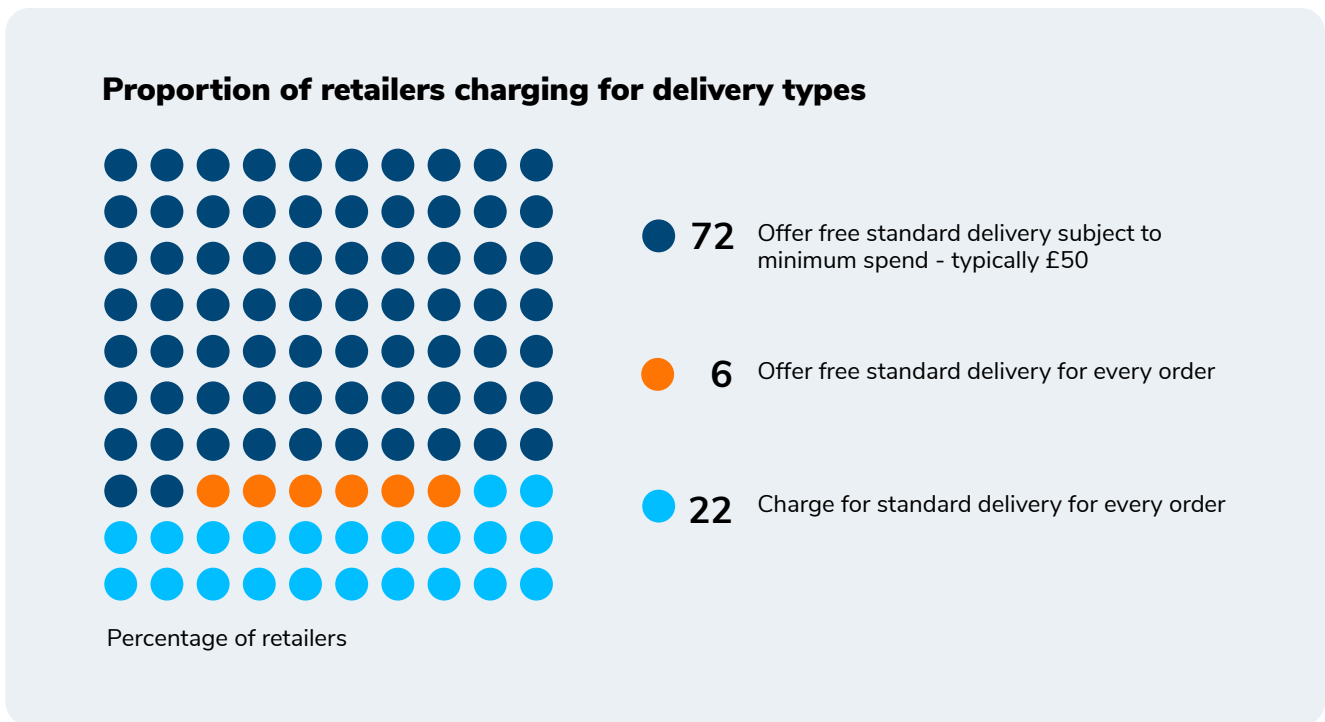 Proportion of retailers charging for delivery types
72 Offer free standard delivery subject to
minimum spend - typically £50
6 Offer free standard delivery for every order
22 Charge for standard delivery for every order
Percentage of retailers